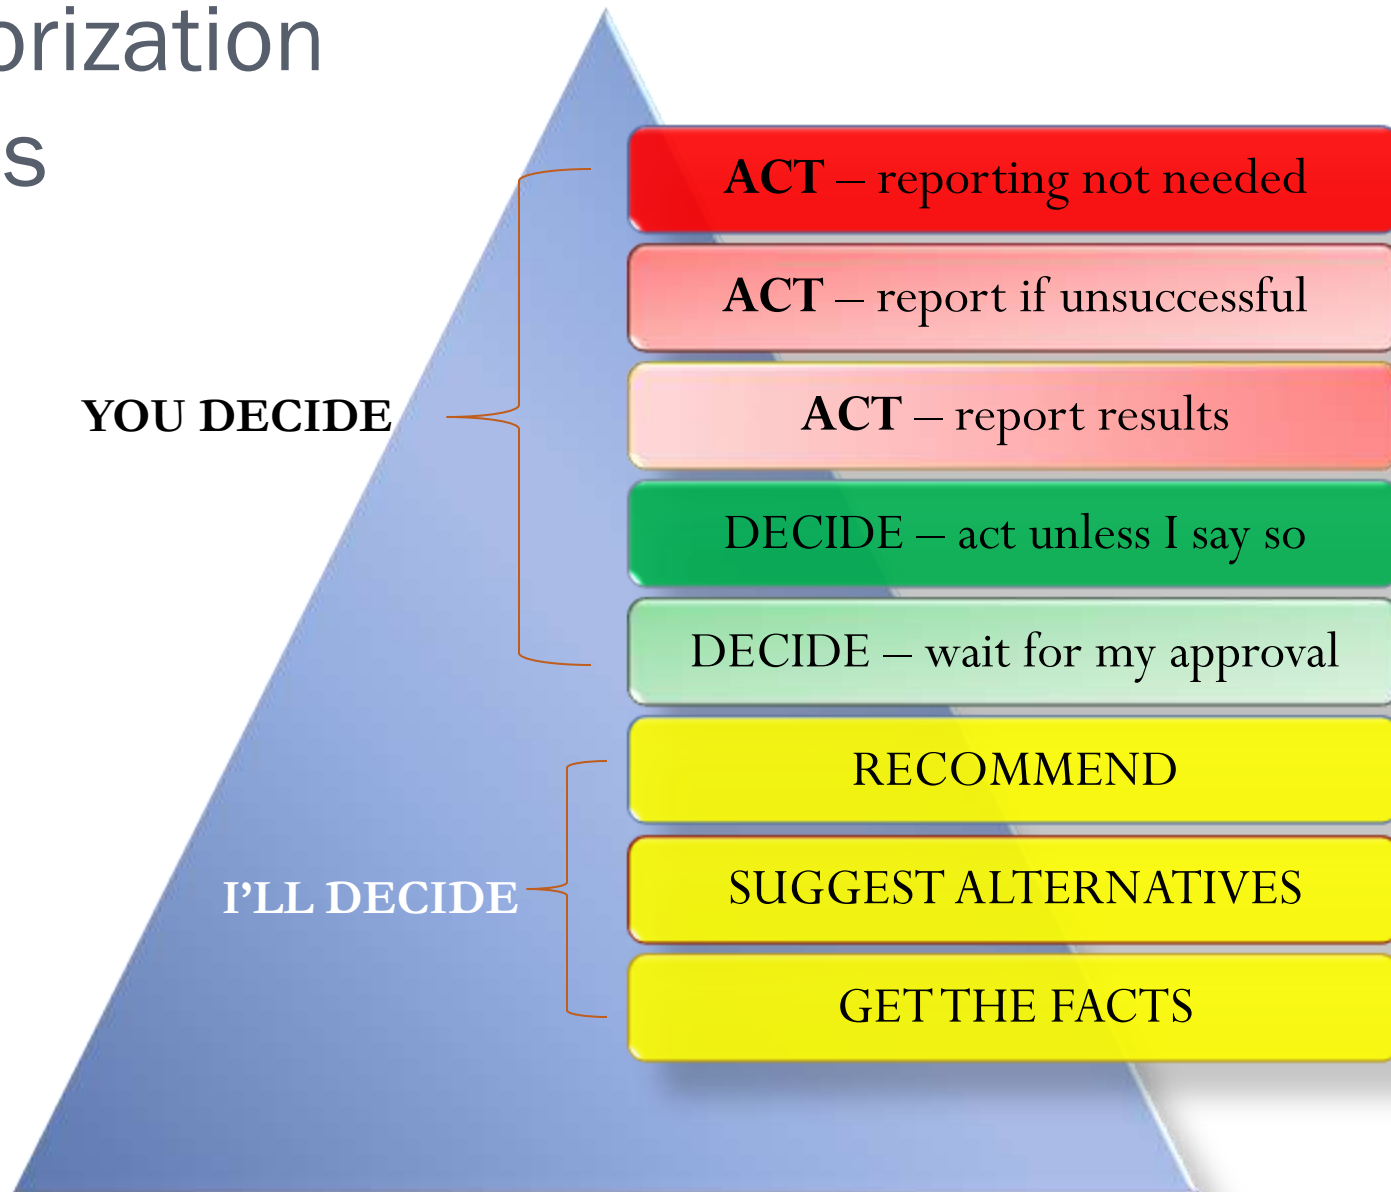 orization
s
ACT – reporting not needed
ACT – report if unsuccessful
YOU DECIDE
ACT – report results
DECIDE – act unless I say so
DECIDE – wait for my approval
RECOMMEND
I’LL DECIDE
SUGGEST ALTERNATIVES
GET THE FACTS